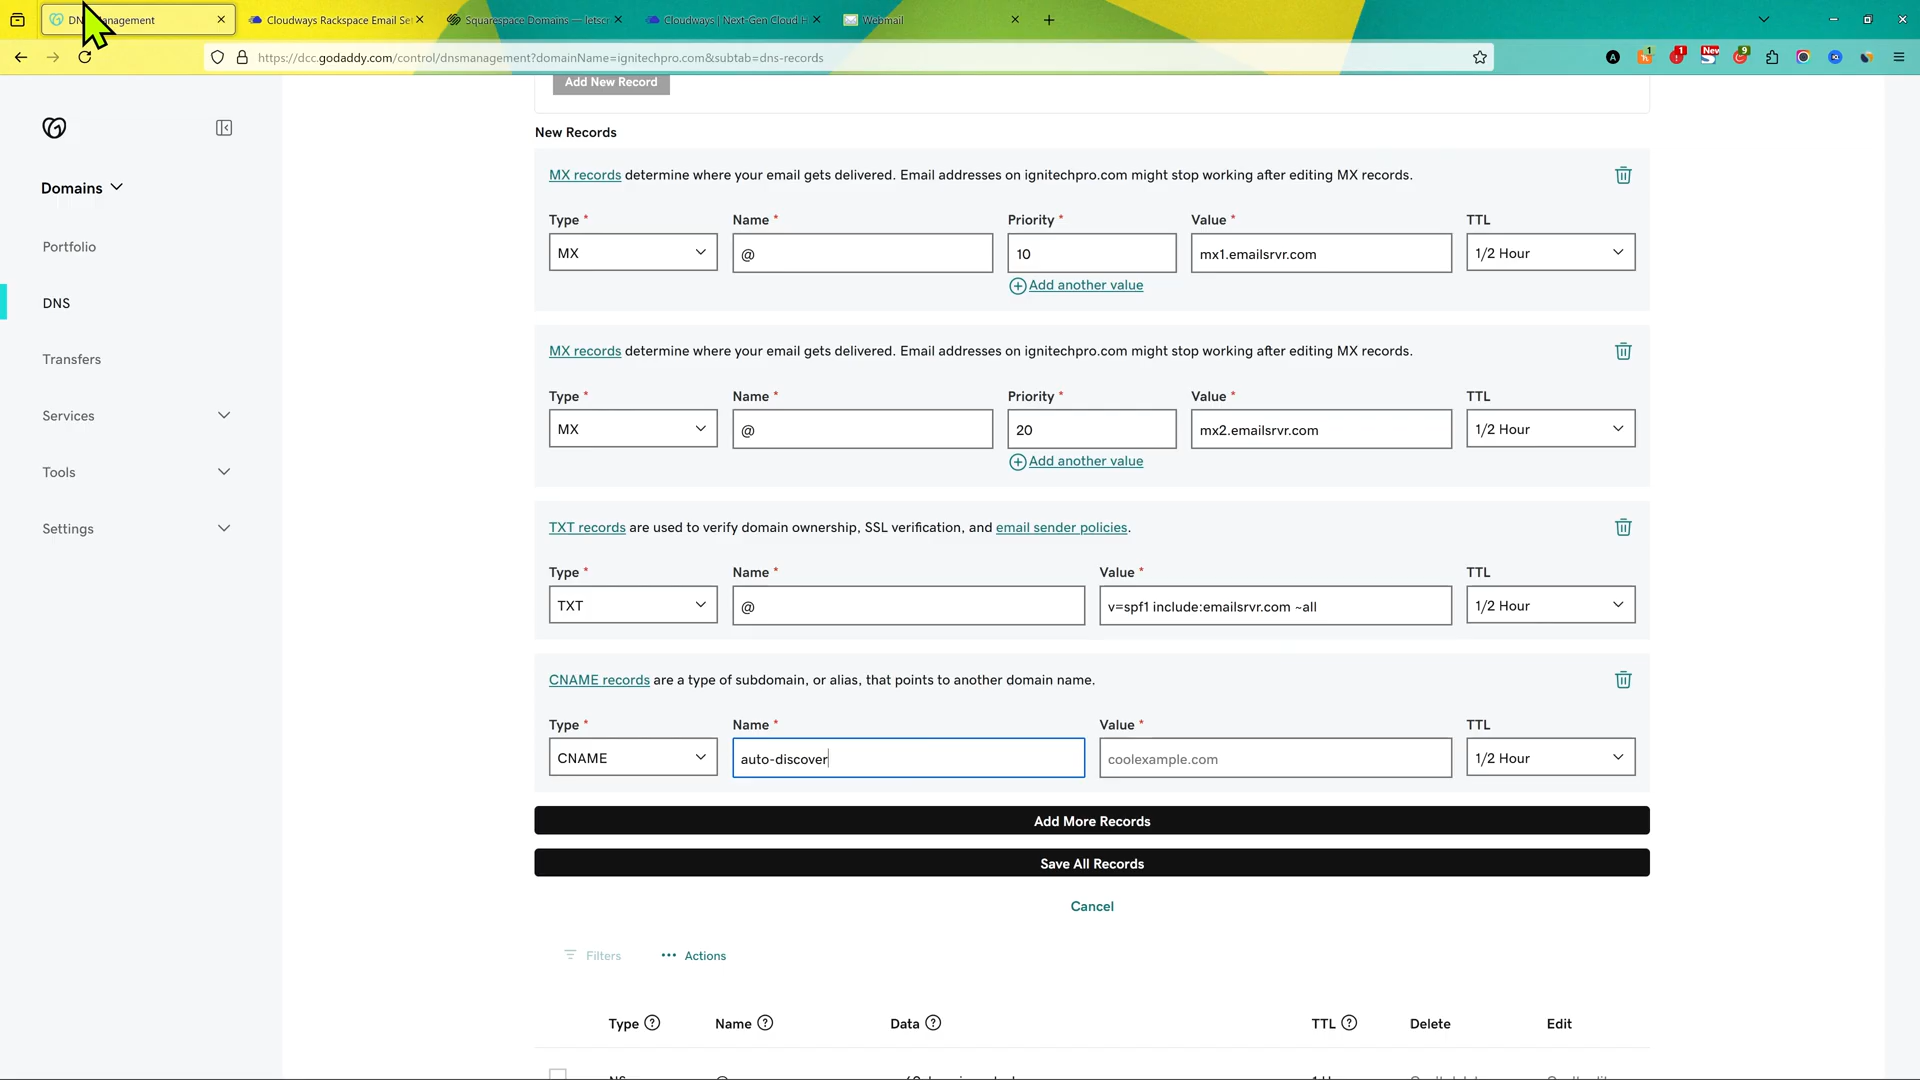 DNS Management
Cloudways Rackspace Email Se
Squarespace Domains — letscr
Cloudways | Next-Gen Cloud H
Webmail
https://dcc.godaddy.com/control/dnsmanagement?domainName=ignitechpro.com&subtab=dns-records
1
1
New
9
Add New Record
Domains
Portfolio
DNS
Transfers
Services
Tools
Settings
New Records
MX records determine where your email gets delivered. Email addresses on ignitechpro.com might stop working after editing MX records.
Type * Name * Priority * Value * TTL
MX @ 10 mx1.emailsrvr.com 1/2 Hour
Add another value
MX records determine where your email gets delivered. Email addresses on ignitechpro.com might stop working after editing MX records.
Type * Name * Priority * Value * TTL
MX @ 20 mx2.emailsrvr.com 1/2 Hour
Add another value
TXT records are used to verify domain ownership, SSL verification, and email sender policies.
Type * Name * Value * TTL
TXT @ v=spf1 include:emailsrvr.com ~all 1/2 Hour
CNAME records are a type of subdomain, or alias, that points to another domain name.
Type * Name * Value * TTL
CNAME auto-discover coolexample.com 1/2 Hour
Add More Records
Save All Records
Cancel
Filters ··· Actions
Type ? Name ? Data ? TTL ? Delete Edit